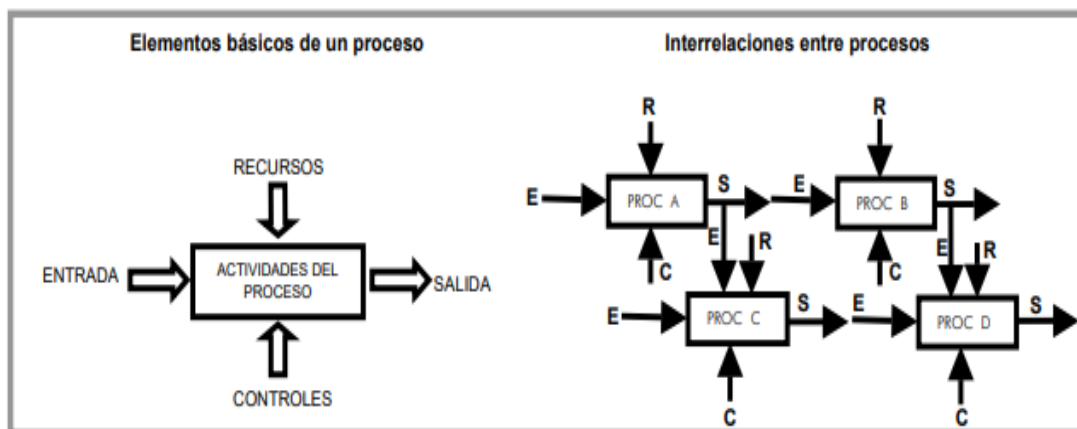 Elementos básicos de un proceso
RECURSOS
ENTRADA
ACTIVIDADES DEL
PROCESO
SALIDA
CONTROLES
Interrelaciones entre procesos
R
R
E
PROC A
S
E
PROC B
S
E
R
E
R
C
C
E
PROC C
S
E
PROC D
S
C
C